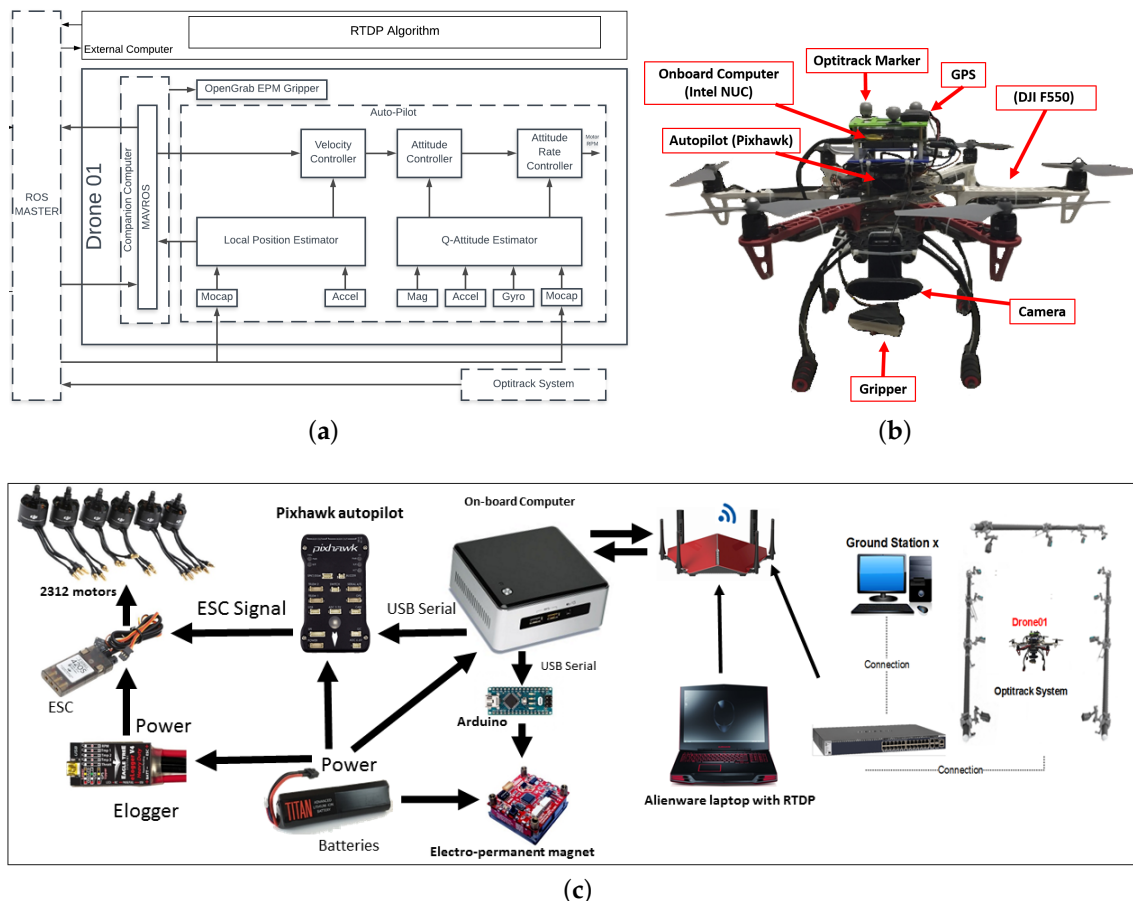 RTDP Algorithm
External Computer
ROS
MASTER
Drone 01
Companion Computer
MAVROS
OpenGrab EPM Gripper
Auto-Pilot
Velocity
Controller
Attitude
Controller
Attitude
Rate
Controller
Motor
RPM
Local Position Estimator
Q-Attitude Estimator
Mocap
Accel
Mag
Accel
Gyro
Mocap
Optitrack System
(a)
Optitrack Marker
GPS
Onboard Computer
(Intel NUC)
(DJI F550)
Autopilot (Pixhawk)
Camera
Gripper
(b)
On-board Computer
Pixhawk autopilot
pixhawk
2312 motors
ESC Signal
USB Serial
Ground Station x
Drone01
Connection
Optitrack System
USB Serial
ESC
Arduino
Power
Power
Elogger
TITAN
Batteries
Electro-permanent magnet
Alienware laptop with RTDP
Connection
(c)